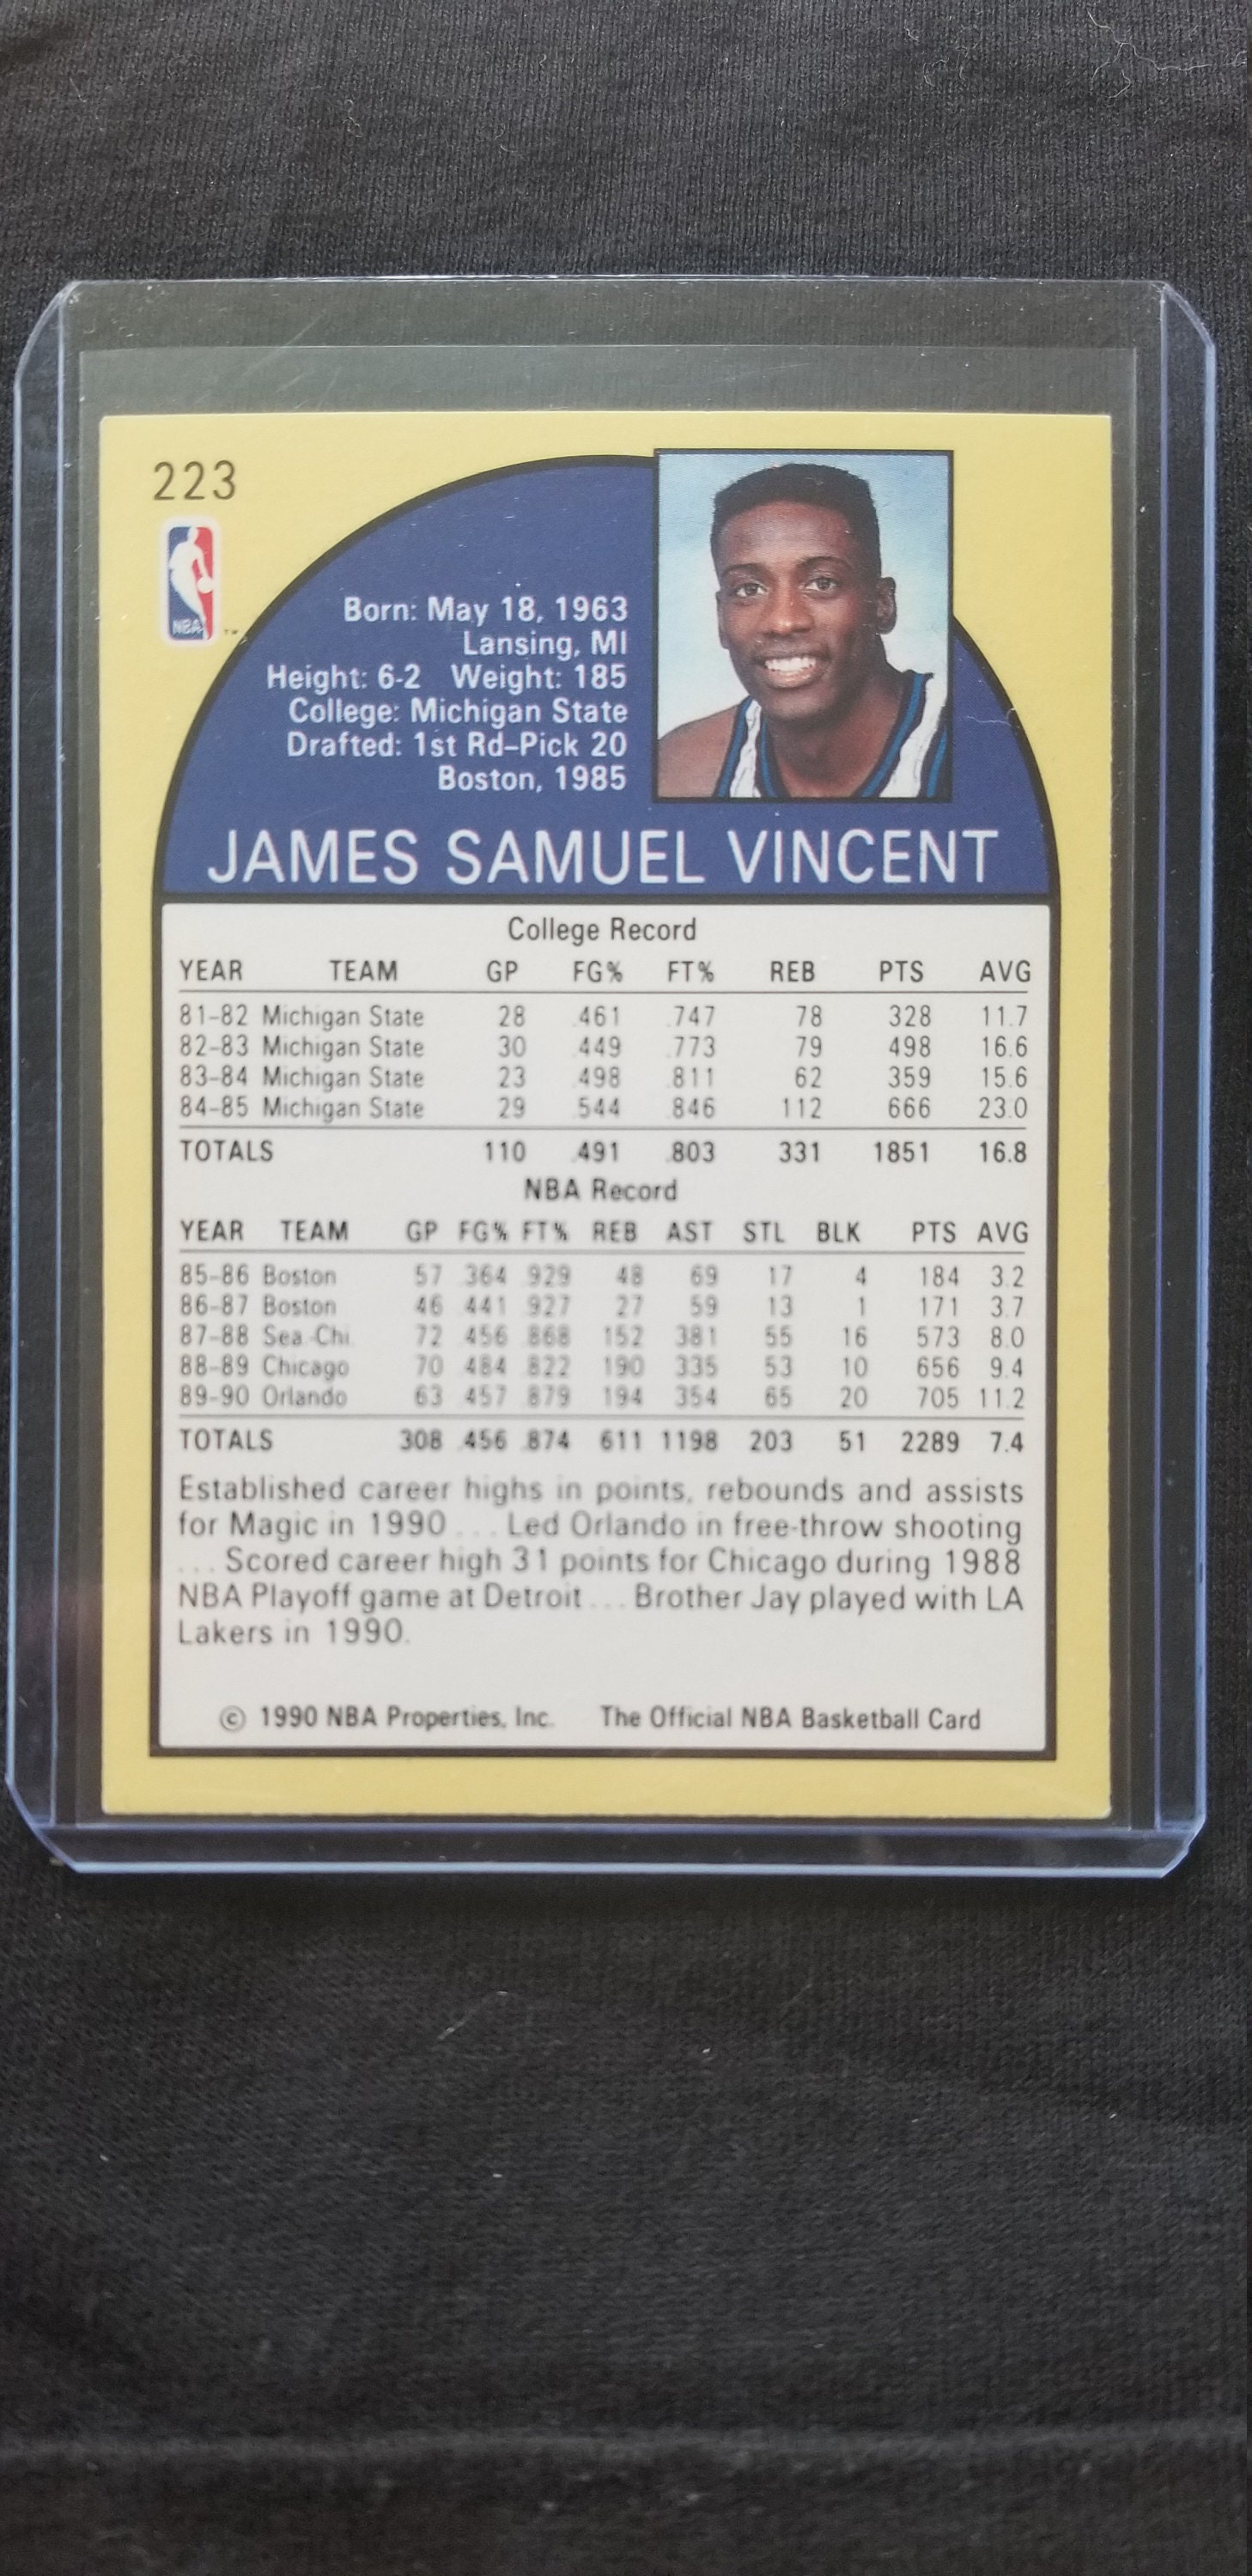 223
NBA
TM
Born: May 18, 1963
Lansing, MI
Height: 6-2 Weight: 185
College: Michigan State
Drafted: 1st Rd-Pick 20
Boston, 1985
JAMES SAMUEL VINCENT
College Record
YEAR TEAM GP FG% FT% REB PTS AVG
81-82 Michigan State 28 .461 .747 78 328 11.7
82-83 Michigan State 30 .449 .773 79 498 16.6
83-84 Michigan State 23 .498 .811 62 359 15.6
84-85 Michigan State 29 .544 .846 112 666 23.0
TOTALS 110 .491 .803 331 1851 16.8
NBA Record
YEAR TEAM GP FG% FT% REB AST STL BLK PTS AVG
85-86 Boston 57 .364 .929 48 69 17 4 184 3.2
86-87 Boston 46 .441 .927 27 59 13 1 171 3.7
87-88 Sea.-Chi. 72 .456 .868 152 381 55 16 573 8.0
88-89 Chicago 70 .484 .822 190 335 53 10 656 9.4
89-90 Orlando 63 .457 .879 194 354 65 20 705 11.2
TOTALS 308 .456 .874 611 1198 203 51 2289 7.4
Established career highs in points, rebounds and assists
for Magic in 1990 ... Led Orlando in free-throw shooting
... Scored career high 31 points for Chicago during 1988
NBA Playoff game at Detroit ... Brother Jay played with LA
Lakers in 1990.
© 1990 NBA Properties, Inc. The Official NBA Basketball Card